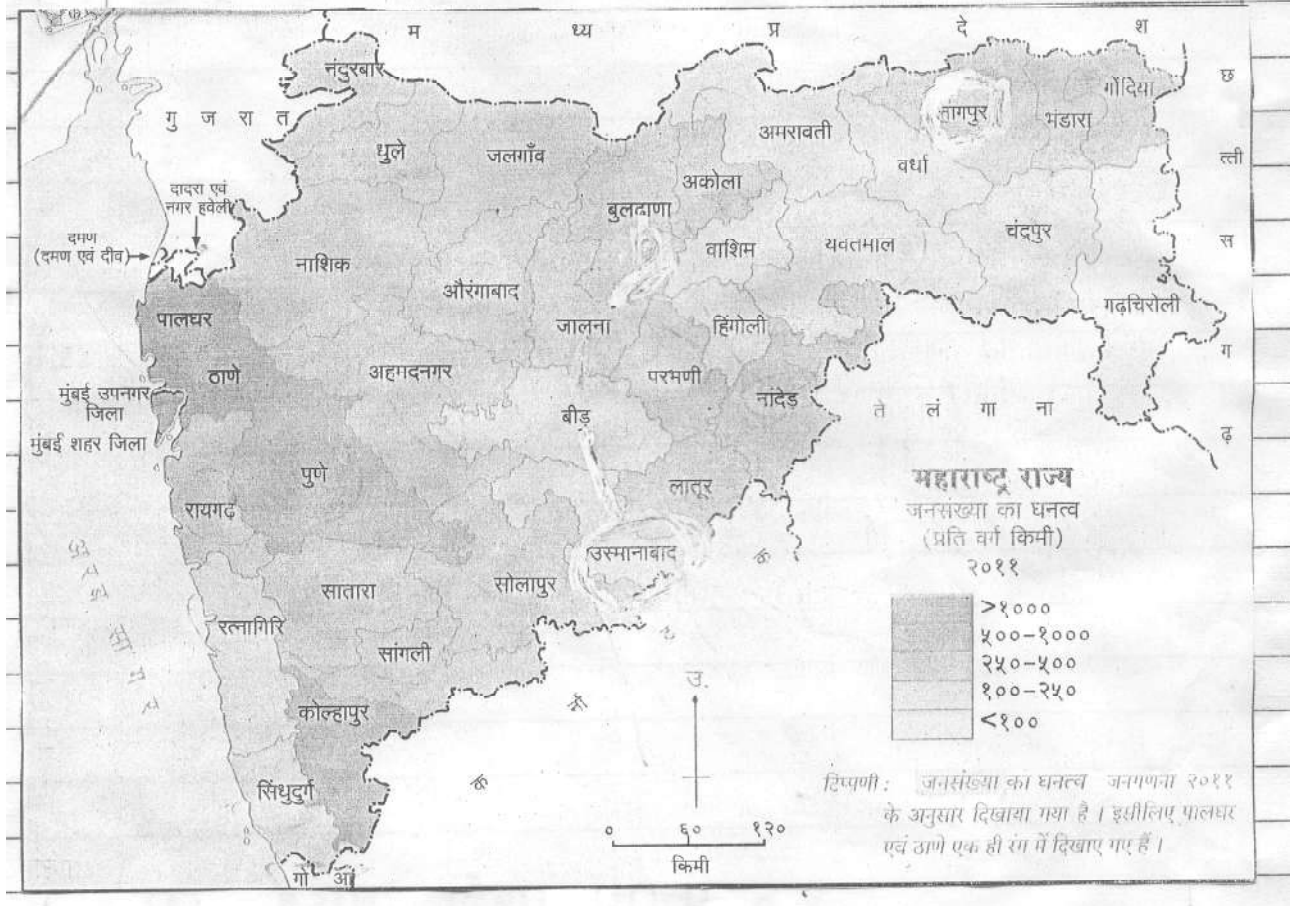 म ध्य प्र दे श
नंदुरबार
गोंदिया
छ
गु ज रा त
नागपुर
भंडारा
धुले
जलगाँव
अमरावती
वर्धा
त्ती
अकोला
दादरा एवं
नगर हवेली
बुलढाणा
दमण
(दमण एवं दीव)
नाशिक
वाशिम
यवतमाल
चंद्रपुर
स
औरंगाबाद
गढ़चिरोली
पालघर
जालना
हिंगोली
ग
ठाणे
अहमदनगर
परभणी
नांदेड़
मुंबई उपनगर
जिला
बीड़
ते लं गा ना
मुंबई शहर जिला
ढ़
पुणे
लातूर
महाराष्ट्र राज्य
रायगढ़
जनसंख्या का घनत्व
(प्रति वर्ग किमी)
उस्मानाबाद
२०११
सातारा
सोलापुर
>१०००
५००-१०००
२५०-५००
१००-२५०
<१००
रत्नागिरि
सांगली
उ.
कोल्हापुर
सिंधुदुर्ग
क
टिप्पणी : जनसंख्या का घनत्व जनगणना २०११
के अनुसार दिखाया गया है । इसीलिए पालघर
एवं ठाणे एक ही रंग में दिखाए गए हैं ।
० ६० १२०
किमी
गो आ